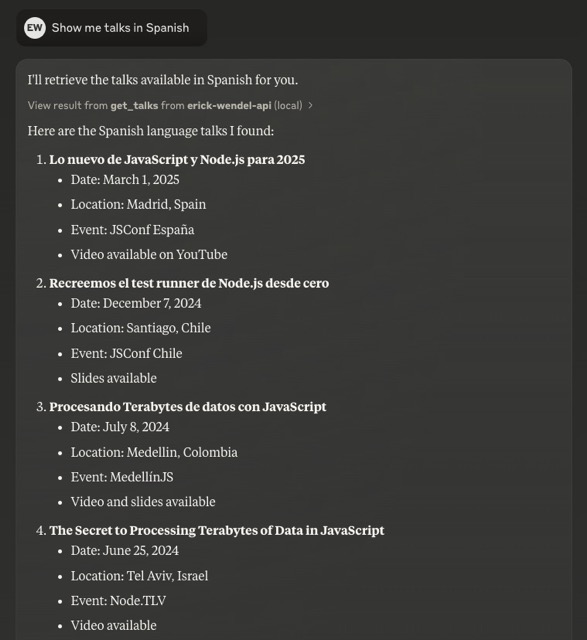 EW Show me talks in Spanish
I'll retrieve the talks available in Spanish for you.
View result from get_talks from erick-wendel-api (local) >
Here are the Spanish language talks I found:
1. Lo nuevo de JavaScript y Node.js para 2025
• Date: March 1, 2025
• Location: Madrid, Spain
• Event: JSConf España
• Video available on YouTube
2. Recreemos el test runner de Node.js desde cero
• Date: December 7, 2024
• Location: Santiago, Chile
• Event: JSConf Chile
• Slides available
3. Procesando Terabytes de datos con JavaScript
• Date: July 8, 2024
• Location: Medellin, Colombia
• Event: MedellínJS
• Video and slides available
4. The Secret to Processing Terabytes of Data in JavaScript
• Date: June 25, 2024
• Location: Tel Aviv, Israel
• Event: Node.TLV
• Video available